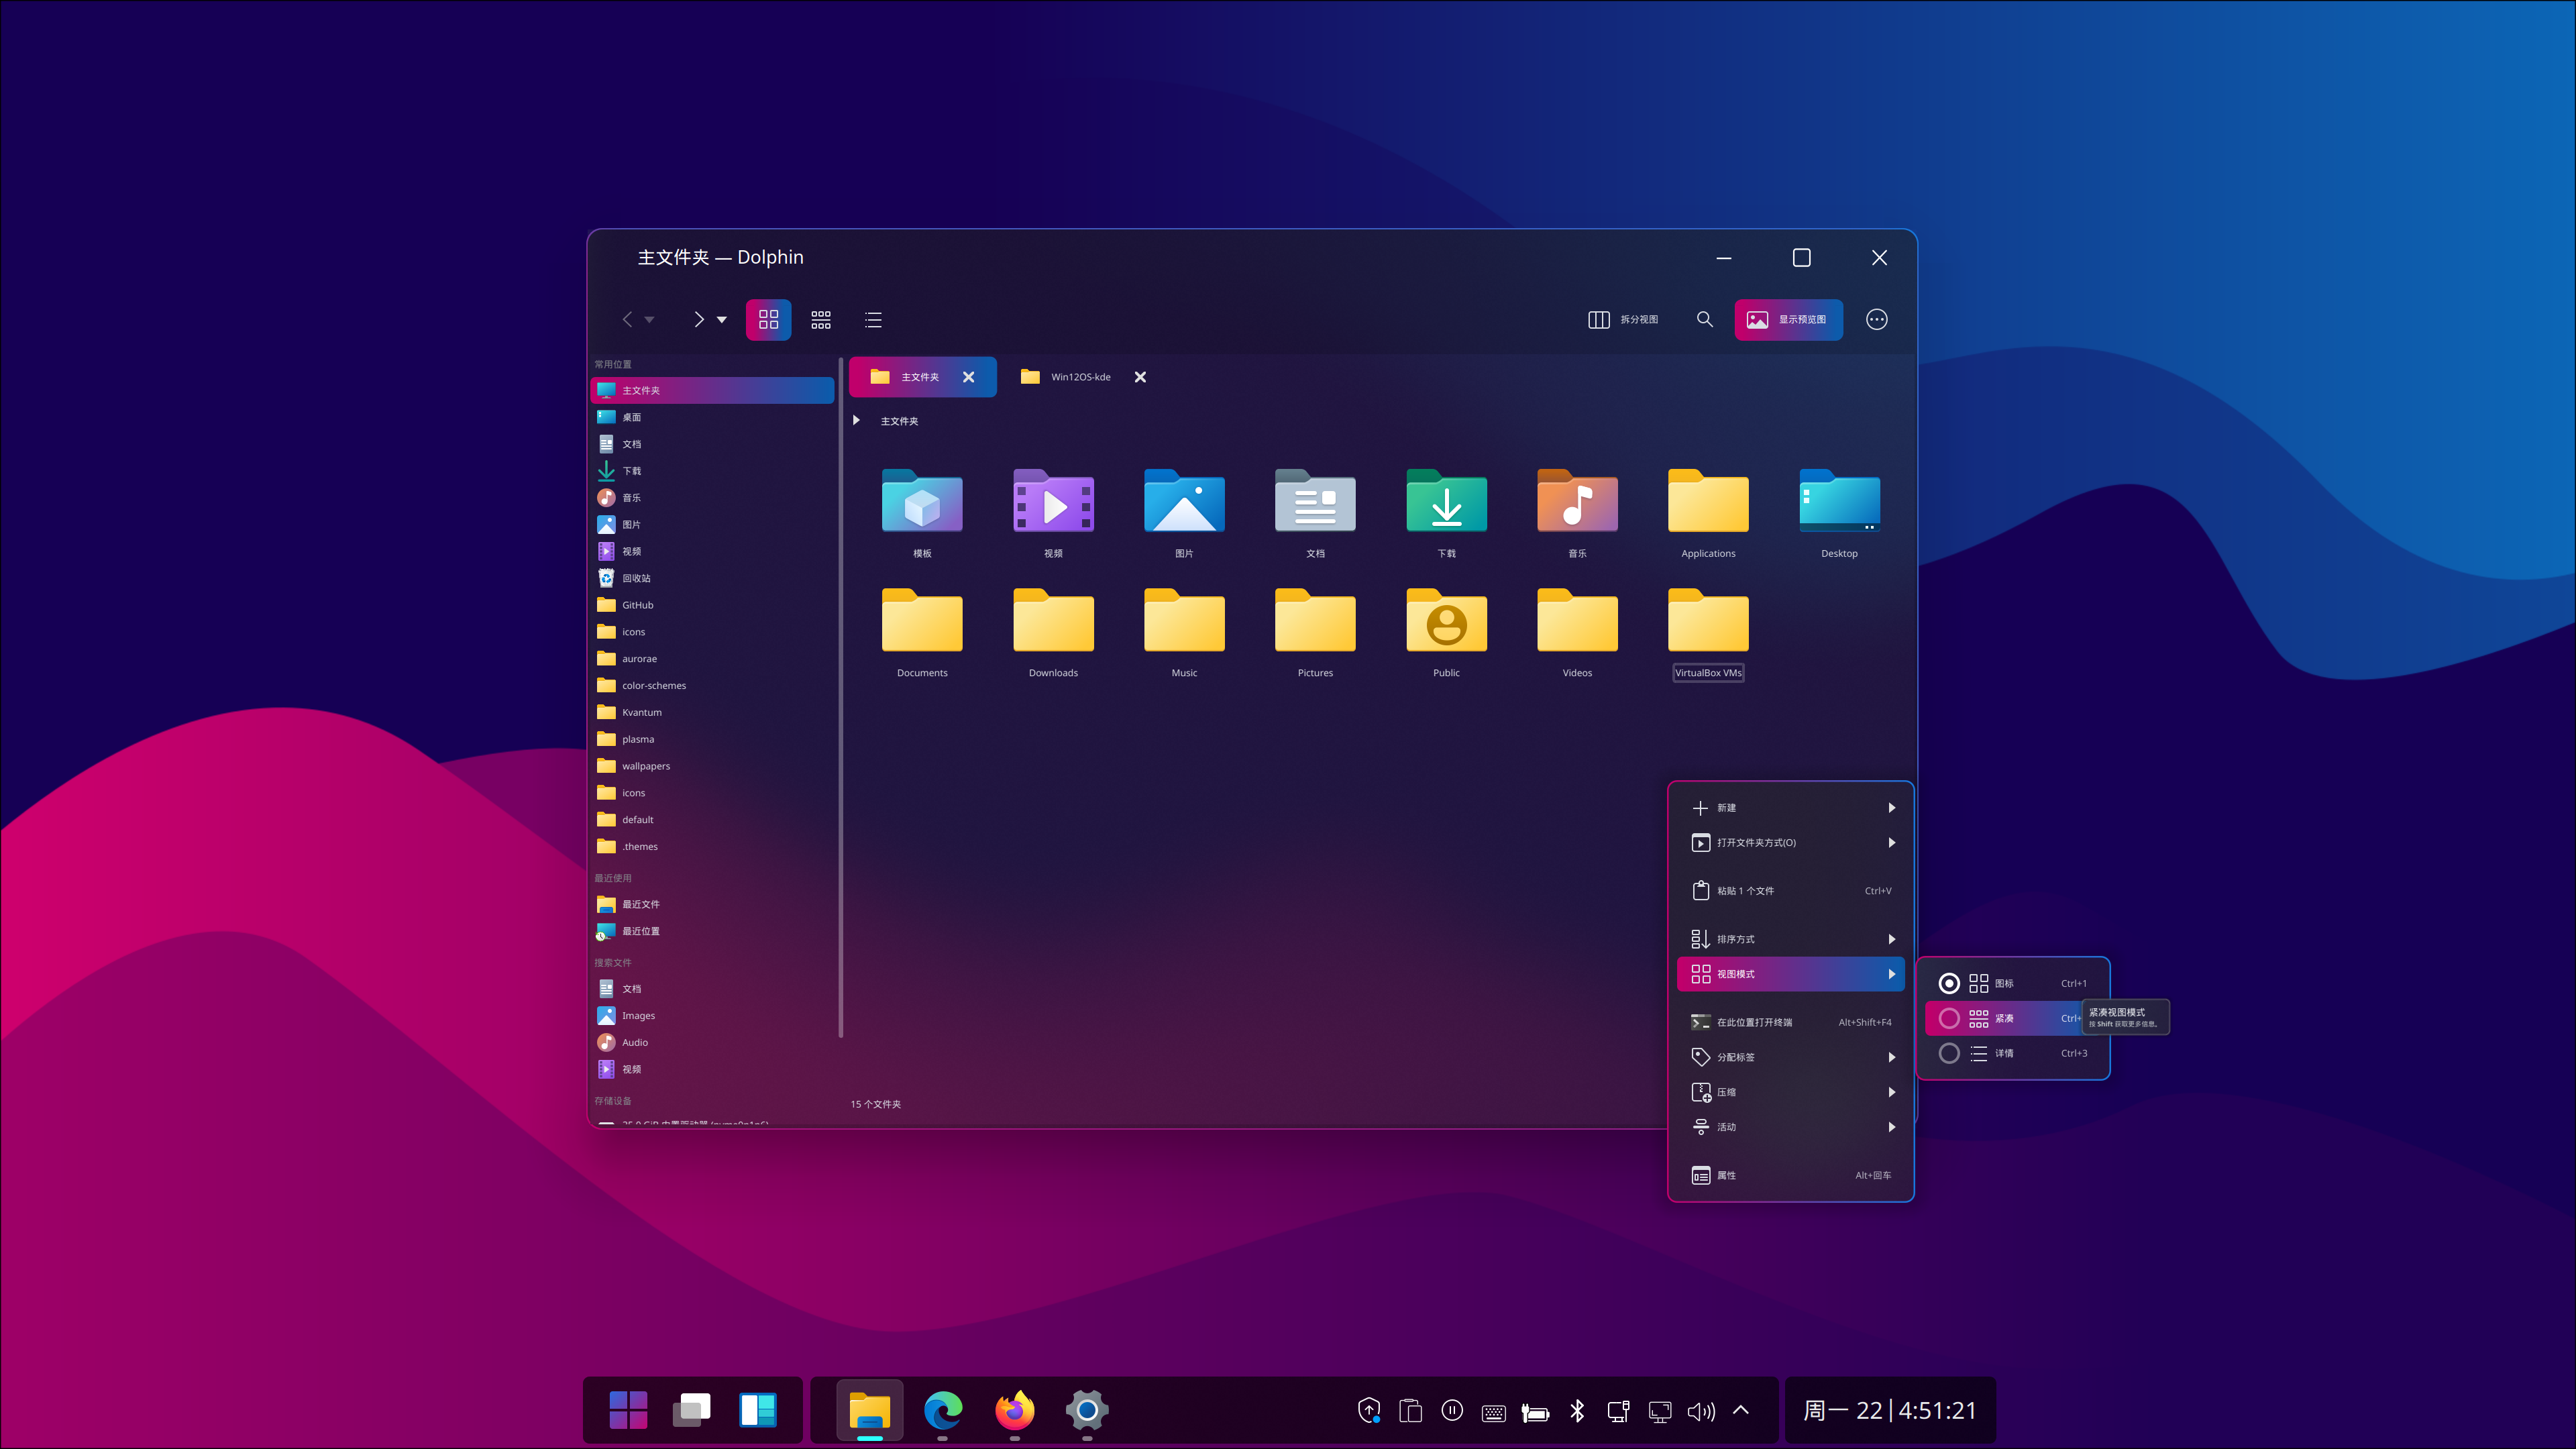 主文件夹 — Dolphin
拆分视图
显示预览图
常用位置
主文件夹
桌面
文档
下载
音乐
图片
视频
回收站
GitHub
icons
aurorae
color-schemes
Kvantum
plasma
wallpapers
icons
default
.themes
最近使用
最近文件
最近位置
搜索文件
文档
Images
Audio
视频
存储设备
主文件夹
Win12OS-kde
主文件夹
模板
视频
图片
文档
下载
音乐
Applications
Desktop
Documents
Downloads
Music
Pictures
Public
Videos
VirtualBox VMs
15 个文件夹
新建
打开文件夹方式(O)
粘贴 1 个文件 Ctrl+V
排序方式
视图模式
在此位置打开终端 Alt+Shift+F4
分配标签
压缩
活动
属性 Alt+回车
图标 Ctrl+1
紧凑 Ctrl+
详情 Ctrl+3
紧凑视图模式
按 Shift 获取更多信息。
周一 22|4:51:21